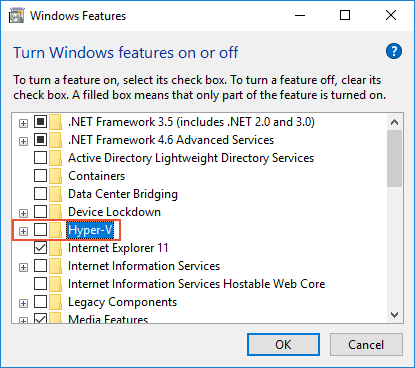 Windows Features
Turn Windows features on or off
?
To turn a feature on, select its check box. To turn a feature off, clear its
check box. A filled box means that only part of the feature is turned on.
.NET Framework 3.5 (includes .NET 2.0 and 3.0)
.NET Framework 4.6 Advanced Services
Active Directory Lightweight Directory Services
Containers
Data Center Bridging
Device Lockdown
Hyper-V
Internet Explorer 11
Internet Information Services
Internet Information Services Hostable Web Core
Legacy Components
Media Features
OK
Cancel